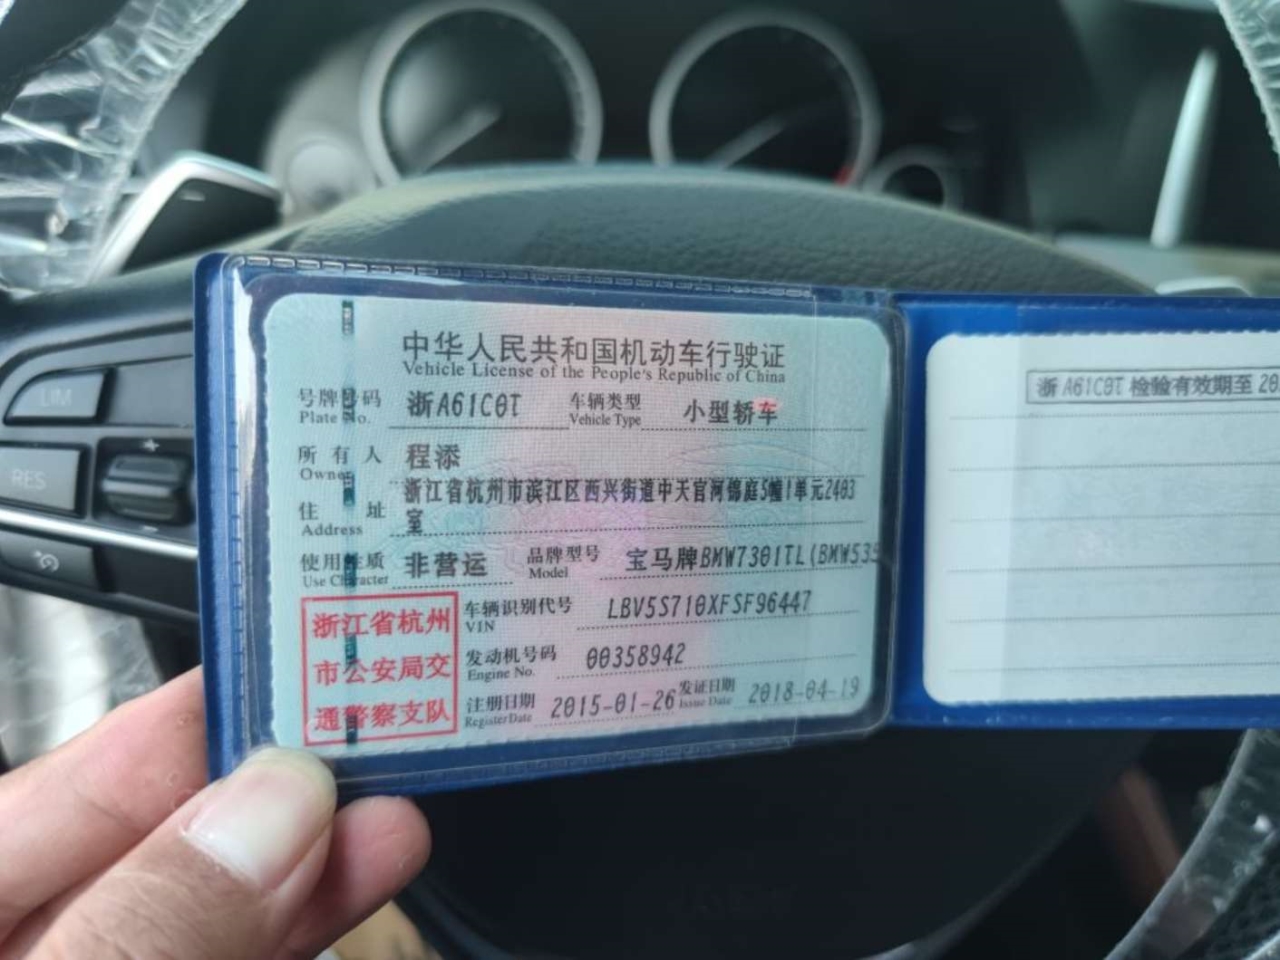 中华人民共和国机动车行驶证
Vehicle License of the People's Republic of China
号牌号码 浙A61C0T 车辆类型 小型轿车
Plate No. Vehicle Type
所有人 程添
Owner
住址 浙江省杭州市滨江区西兴街道中天官河锦庭5幢1单元2403
室
Address
使用性质 非营运 品牌型号 宝马牌BMW7301TL(BMW535
Use Character Model
浙江省杭州
市公安局交
通警察支队
车辆识别代号 LBV5S710XFSF96447
VIN
发动机号码 00358942
Engine No.
注册日期 2015-01-26 发证日期 2018-04-19
Register Date Issue Date
浙A61C0T 检验有效期至 20
LIM
RES